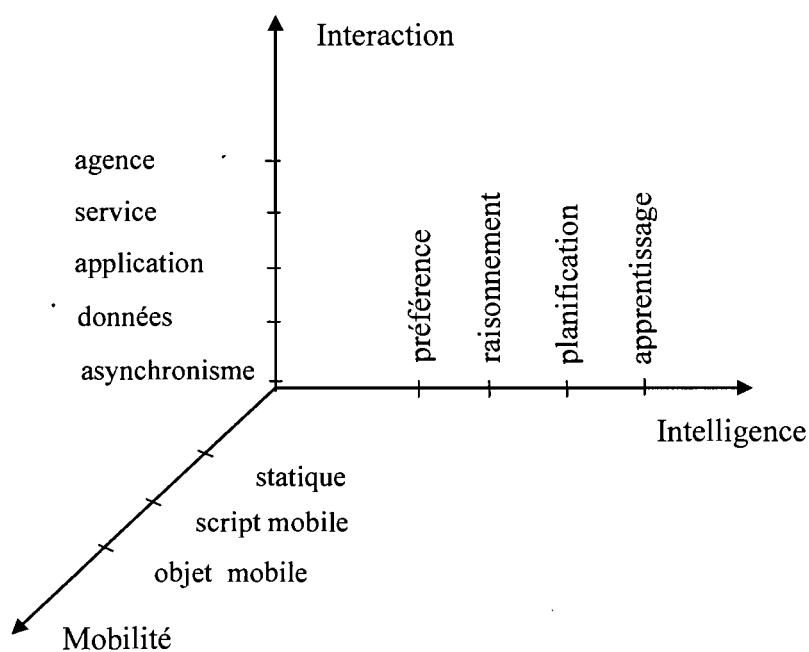 Interaction
agence
service
application
données
asynchronisme
préférence
raisonnement
planification
apprentissage
Intelligence
statique
script mobile
objet mobile
Mobilité